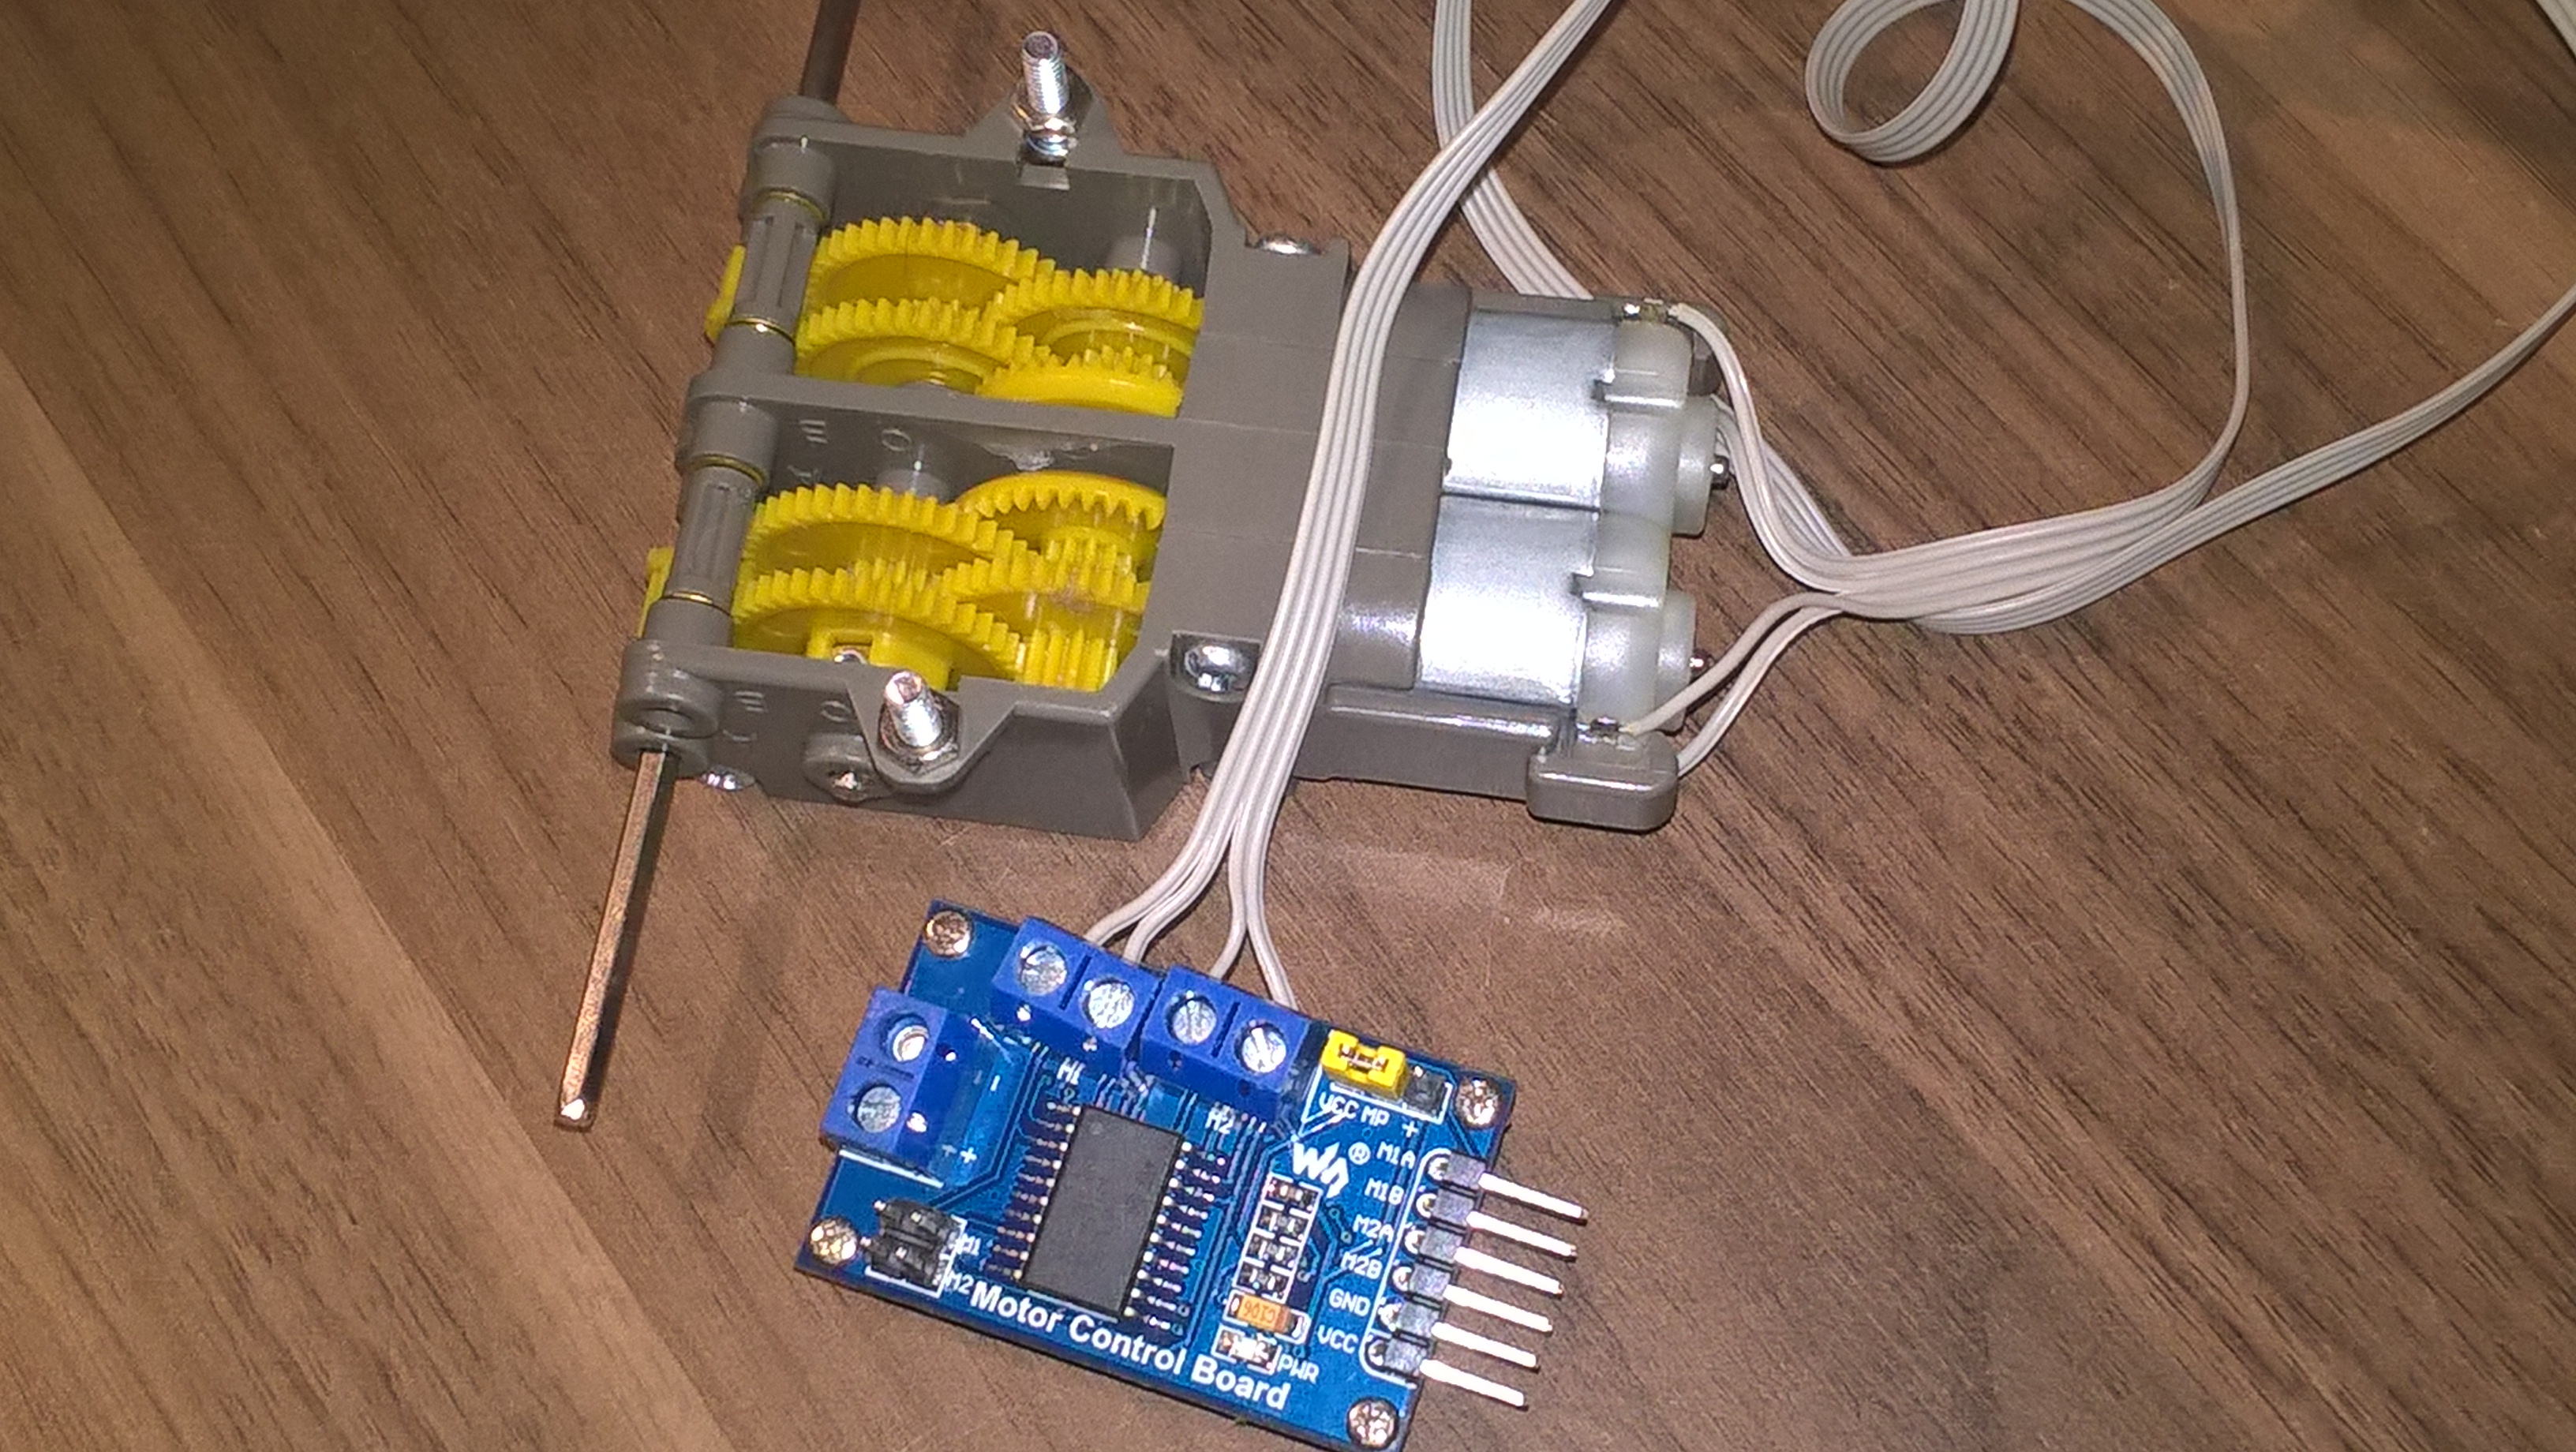 Motor Control Board
PWR
VCC
GND
M2B
M2A
M1B
M1A
C106
W ®
+
VCC MP
M2
M1
M2
M1
+
-